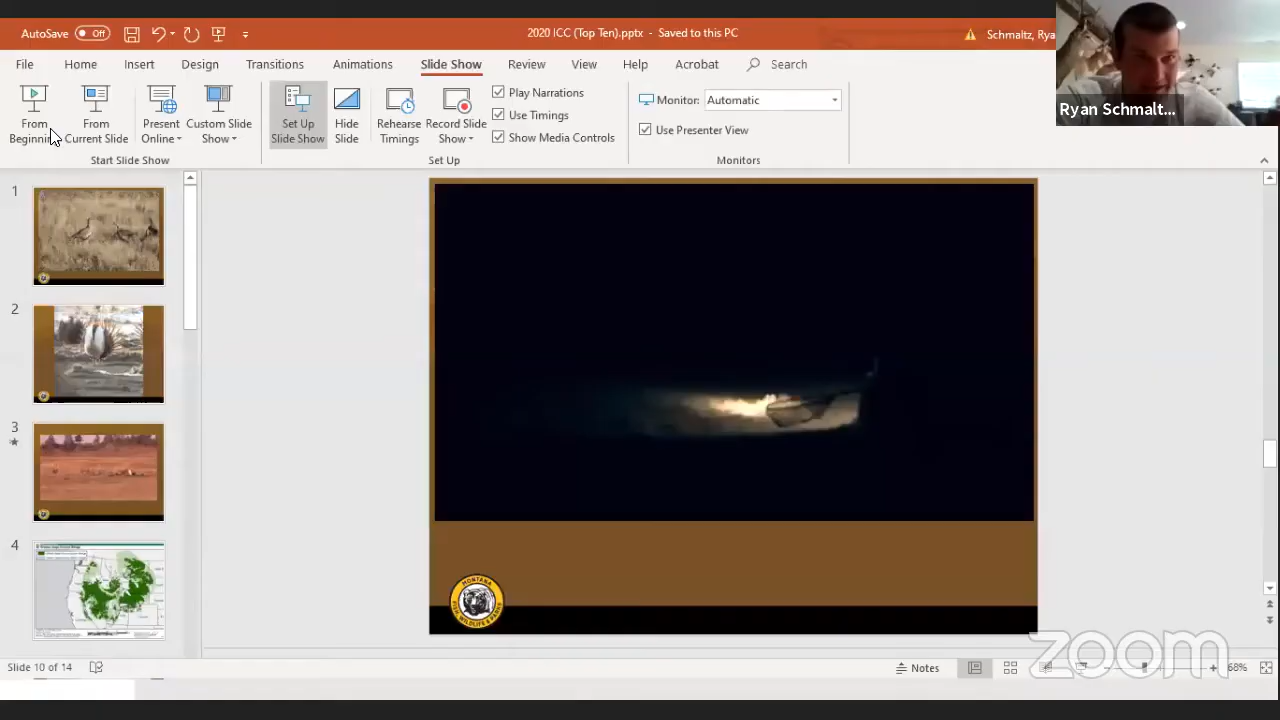 AutoSave Off
2020 ICC (Top Ten).pptx - Saved to this PC
Schmaltz, Rya
File Home Insert Design Transitions Animations Slide Show Review View Help Acrobat Search
From Beginning
From Current Slide
Present Online
Custom Slide Show
Start Slide Show
Set Up Slide Show
Hide Slide
Rehearse Timings
Record Slide Show
Play Narrations
Use Timings
Show Media Controls
Set Up
Monitor: Automatic
Use Presenter View
Monitors
Ryan Schmalt...
1
2
3
4
MONTANA
FISH, WILDLIFE & PARKS
Slide 10 of 14
Notes
68%
zoom